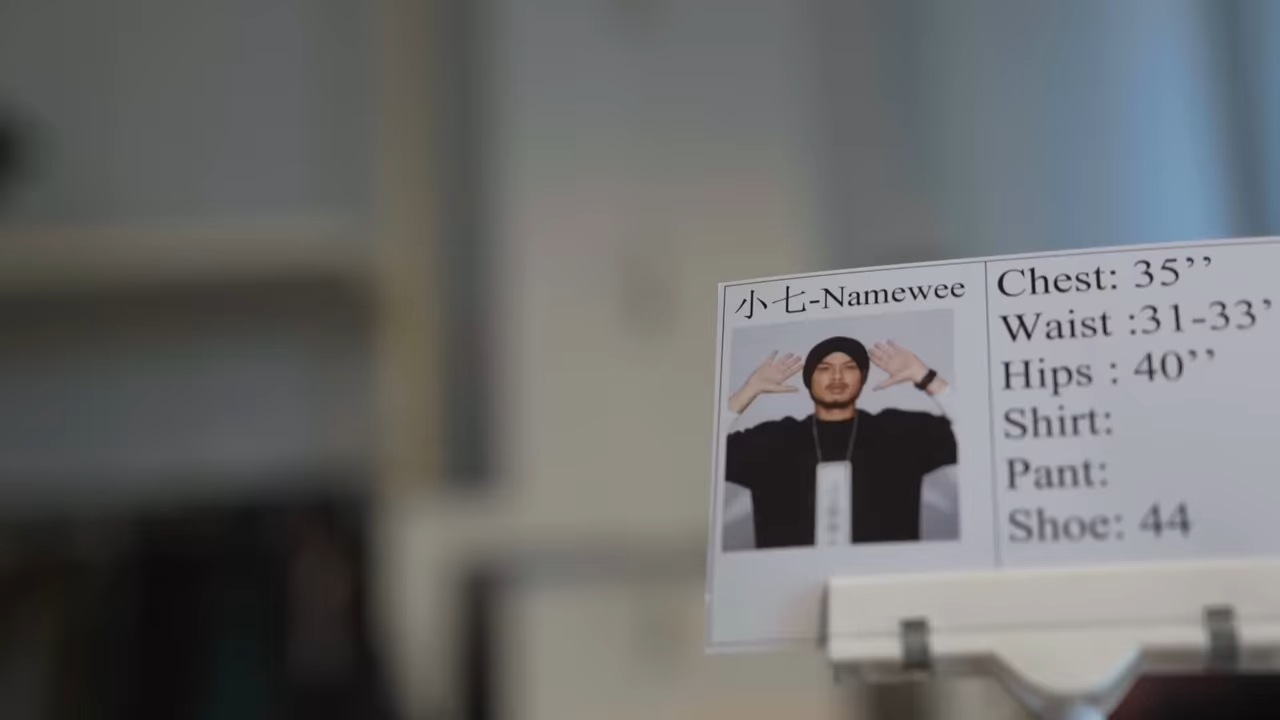 小七-Namewee
Chest: 35’’
Waist :31-33’
Hips : 40’’
Shirt:
Pant:
Shoe: 44